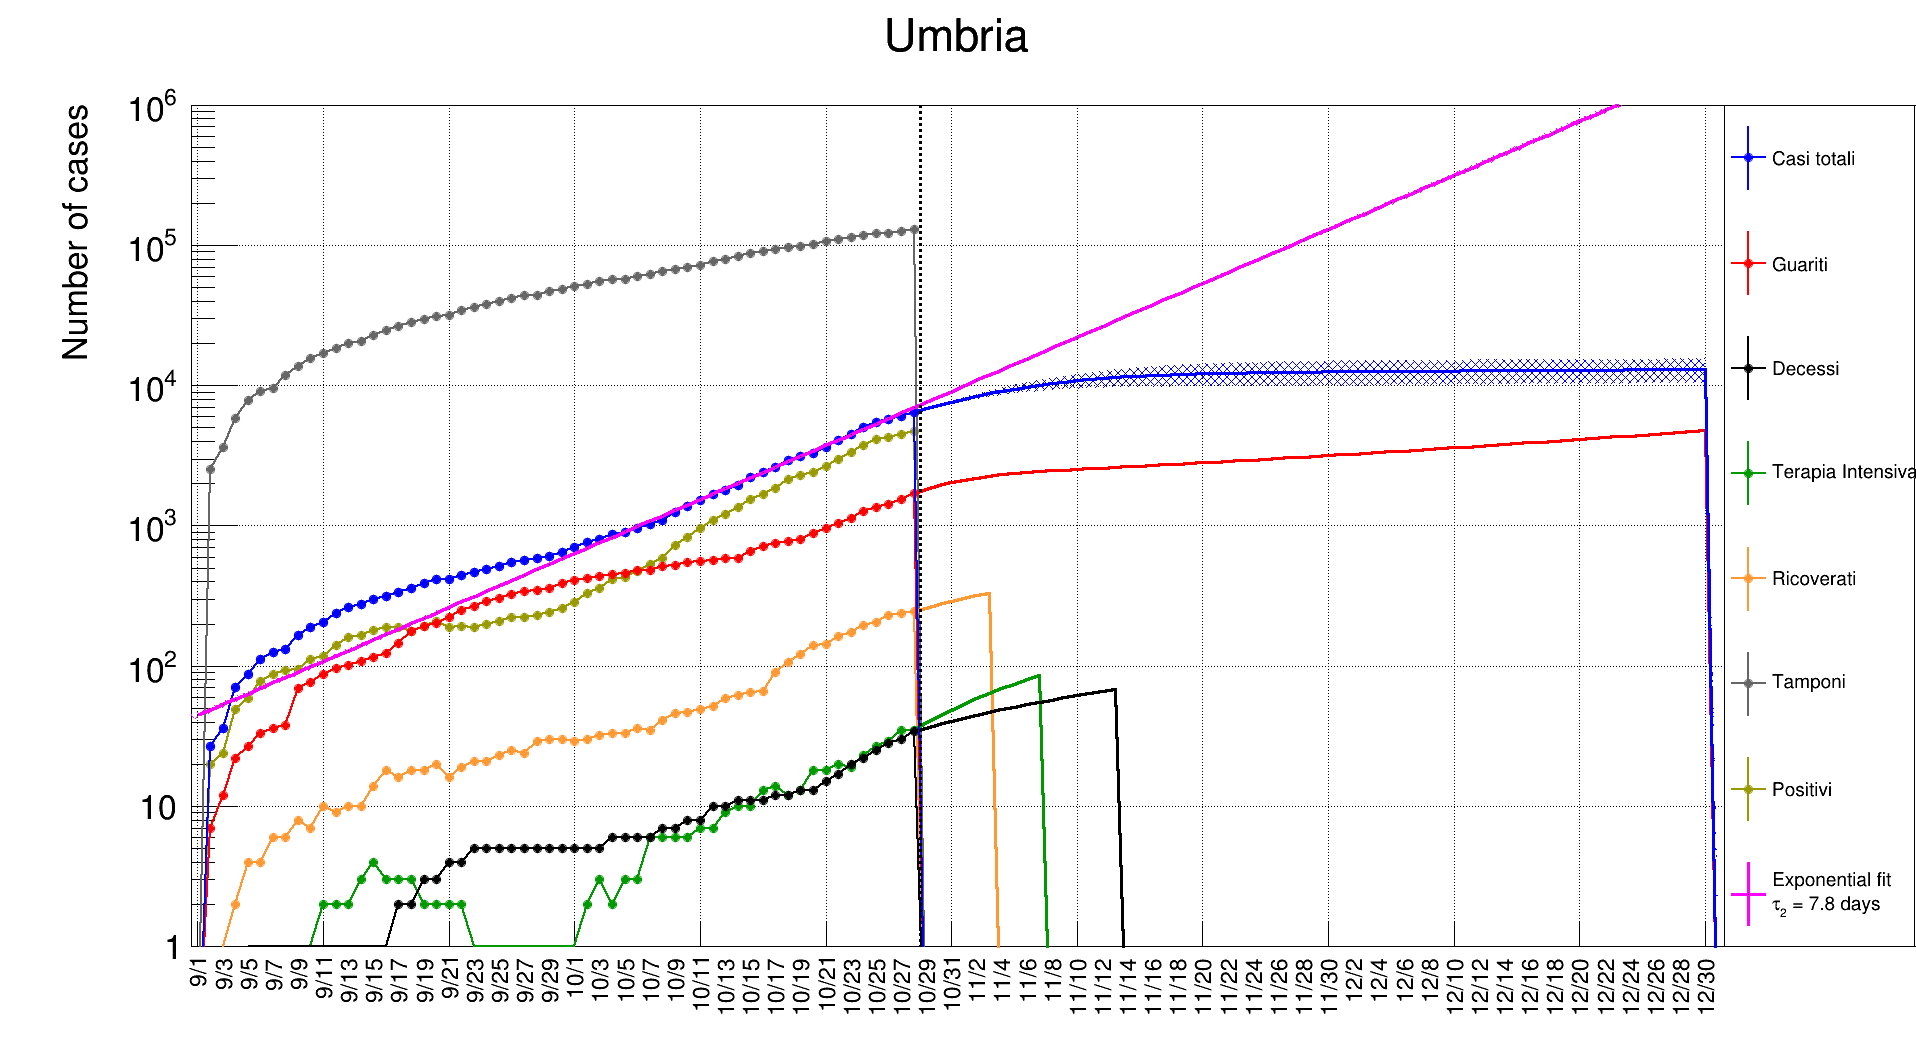 Umbria
Number of cases
10^6
10^5
10^4
10^3
10^2
10
1
9/1 9/3 9/5 9/7 9/9 9/11 9/13 9/15 9/17 9/19 9/21 9/23 9/25 9/27 9/29 10/1 10/3 10/5 10/7 10/9 10/11 10/13 10/15 10/17 10/19 10/21 10/23 10/25 10/27 10/29 10/31 11/2 11/4 11/6 11/8 11/10 11/12 11/14 11/16 11/18 11/20 11/22 11/24 11/26 11/28 11/30 12/2 12/4 12/6 12/8 12/10 12/12 12/14 12/16 12/18 12/20 12/22 12/24 12/26 12/28 12/30
Casi totali
Guariti
Decessi
Terapia Intensiva
Ricoverati
Tamponi
Positivi
Exponential fit
τ₂ = 7.8 days